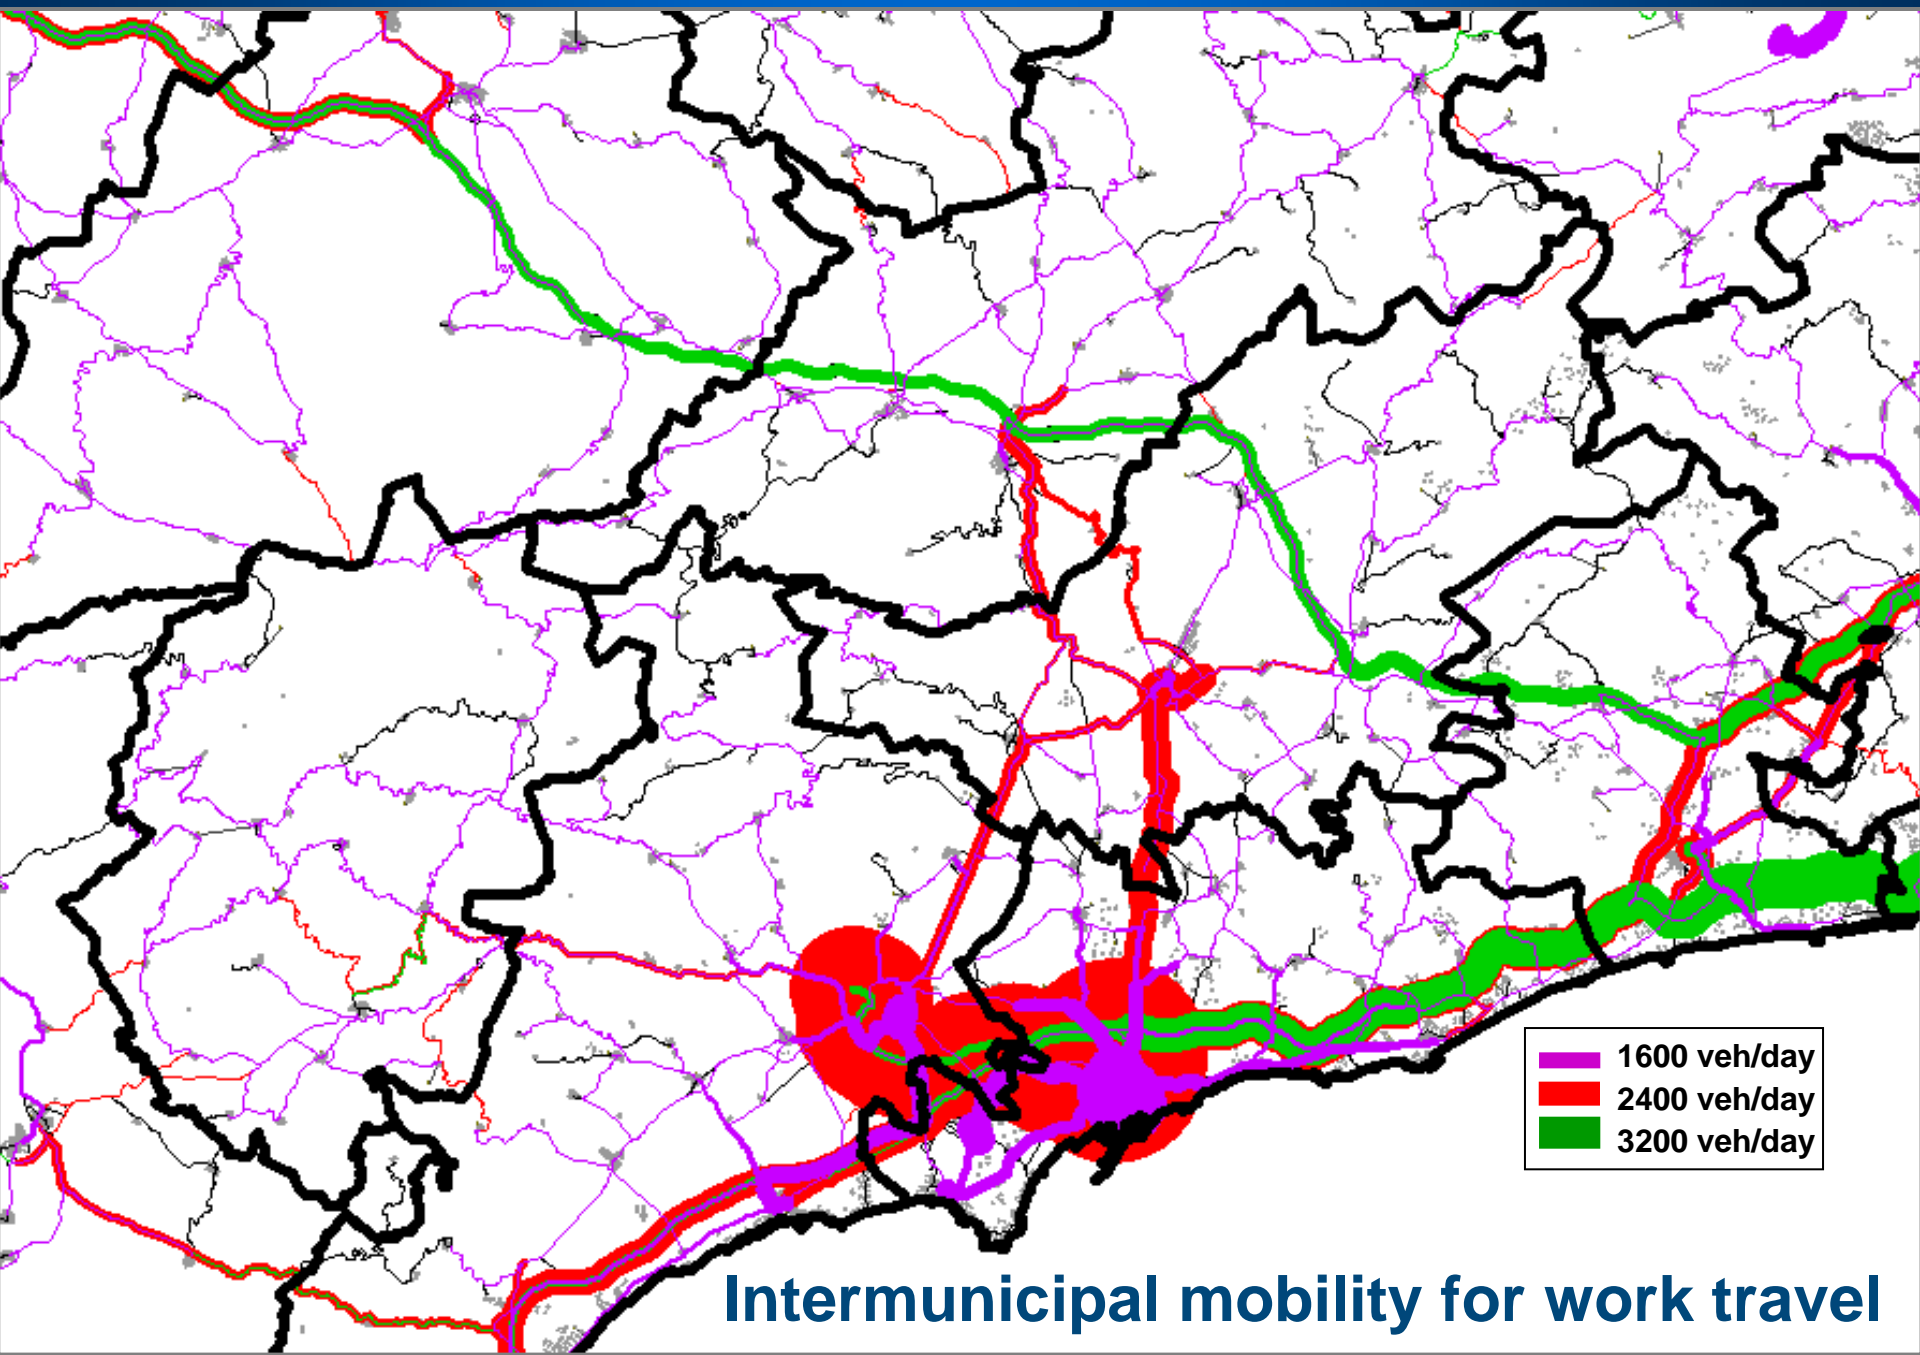 1600 veh/day
2400 veh/day
3200 veh/day
Intermunicipal mobility for work travel